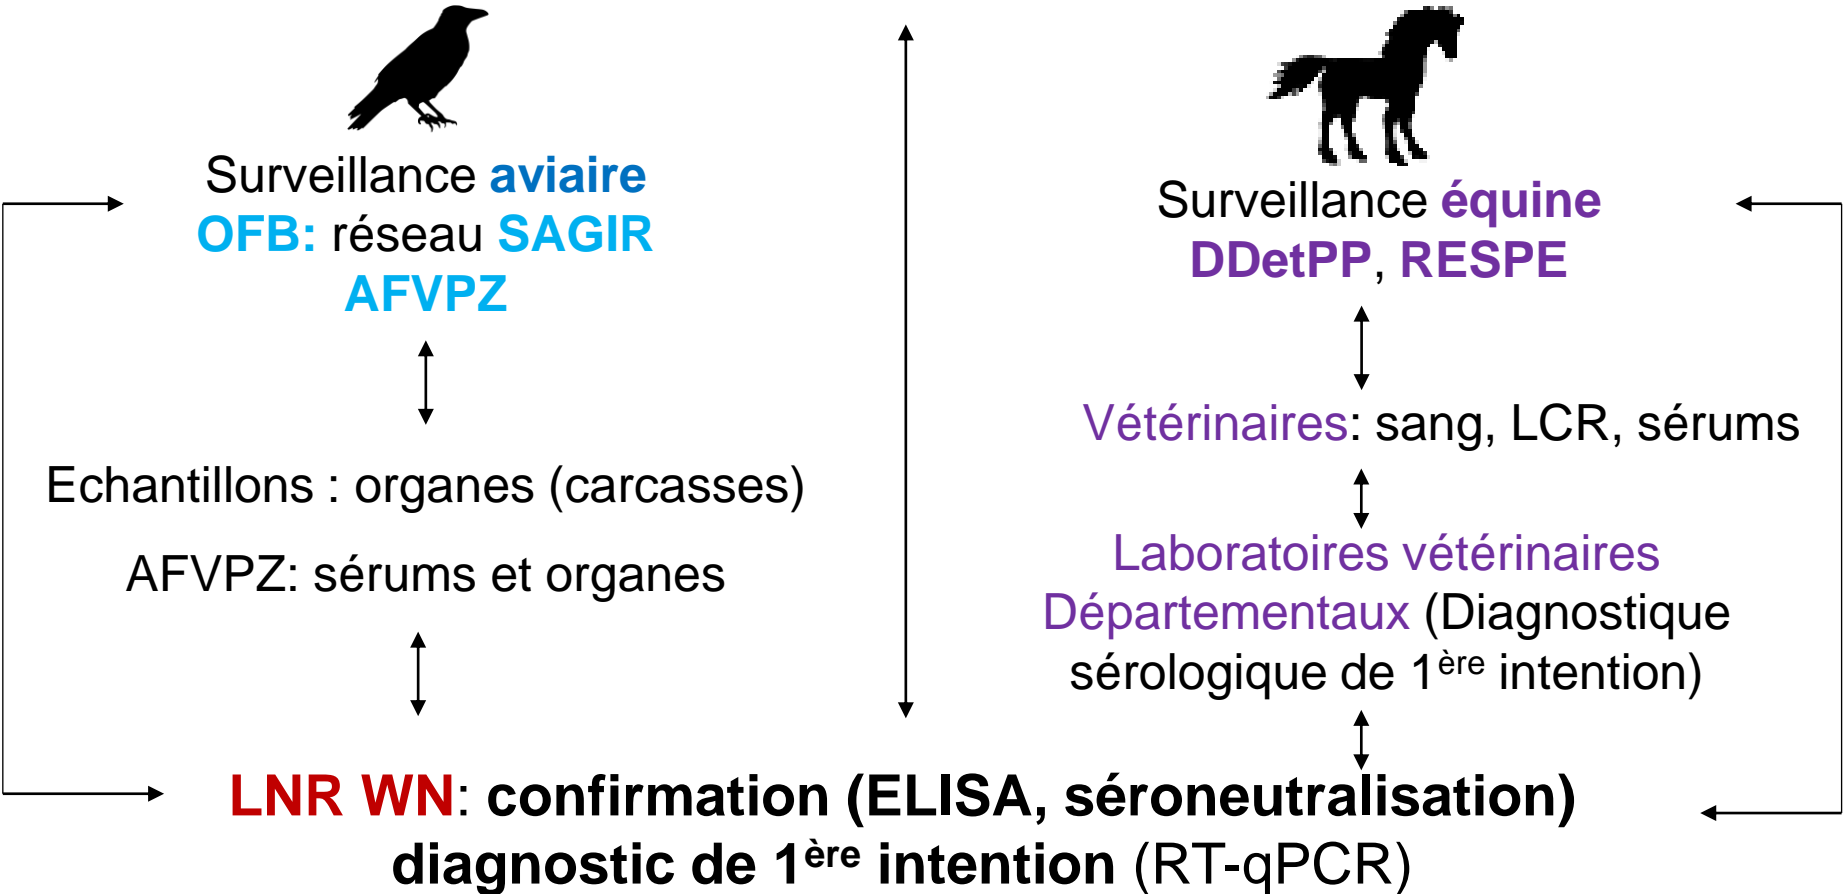 Surveillance aviaire
OFB: réseau SAGIR
AFVPZ
Echantillons : organes (carcasses)
AFVPZ: sérums et organes
Surveillance équine
DDetPP, RESPE
Vétérinaires: sang, LCR, sérums
Laboratoires vétérinaires
Départementaux (Diagnostique
sérologique de 1ère intention)
LNR WN: confirmation (ELISA, séroneutralisation)
diagnostic de 1ère intention (RT-qPCR)